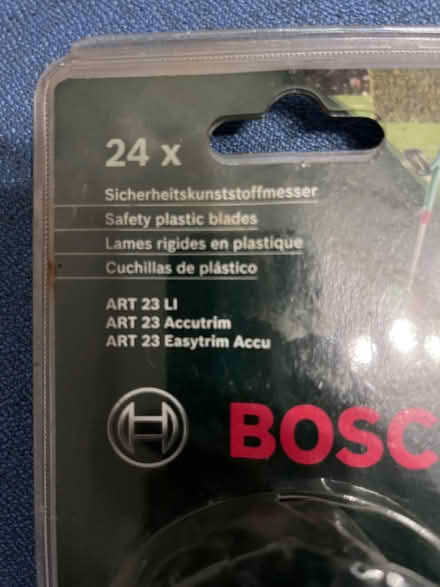 24 x
Sicherheitskunststoffmesser
Safety plastic blades
Lames rigides en plastique
Cuchillas de plástico
ART 23 LI
ART 23 Accutrim
ART 23 Easytrim Accu
BOSC